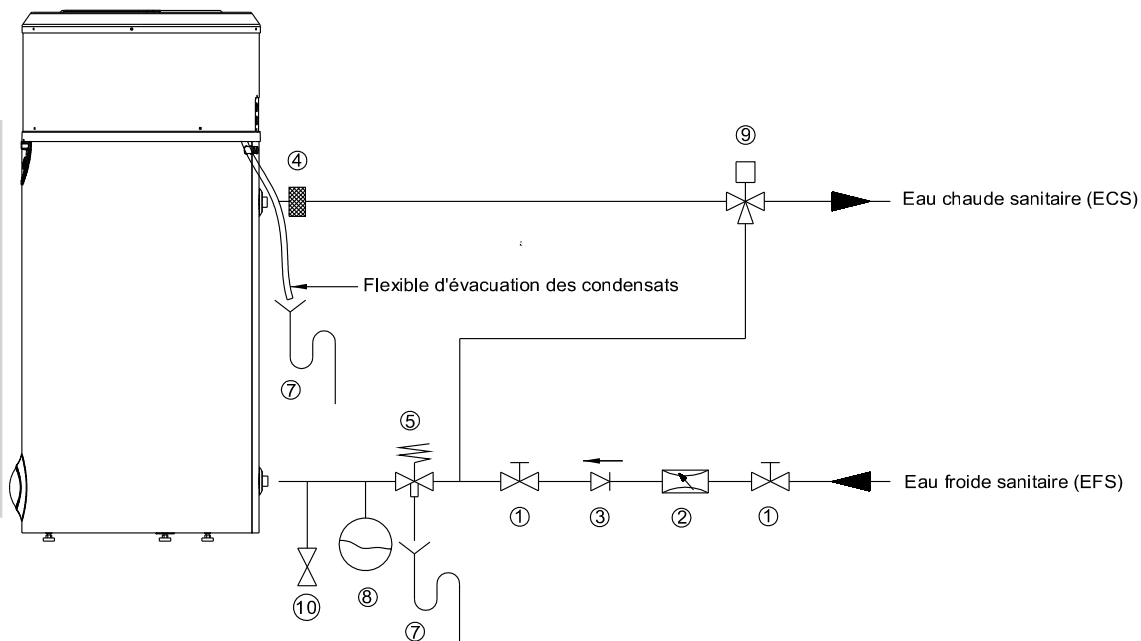 ⑨
④
Eau chaude sanitaire (ECS)
Flexible d'évacuation des condensats
⑦
⑤
Eau froide sanitaire (EFS)
① ③ ② ①
⑩ ⑧
⑦